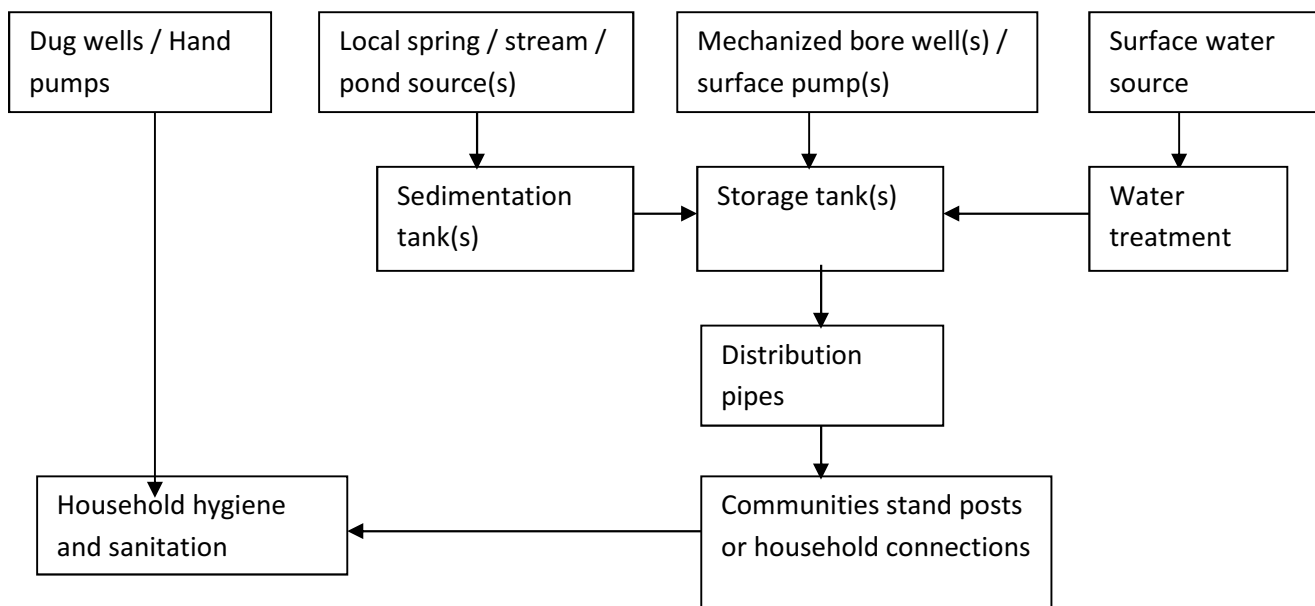 Dug wells / Hand
pumps
Local spring / stream /
pond source(s)
Mechanized bore well(s) /
surface pump(s)
Surface water
source
Sedimentation
tank(s)
Storage tank(s)
Water
treatment
Distribution
pipes
Household hygiene
and sanitation
Communities stand posts
or household connections